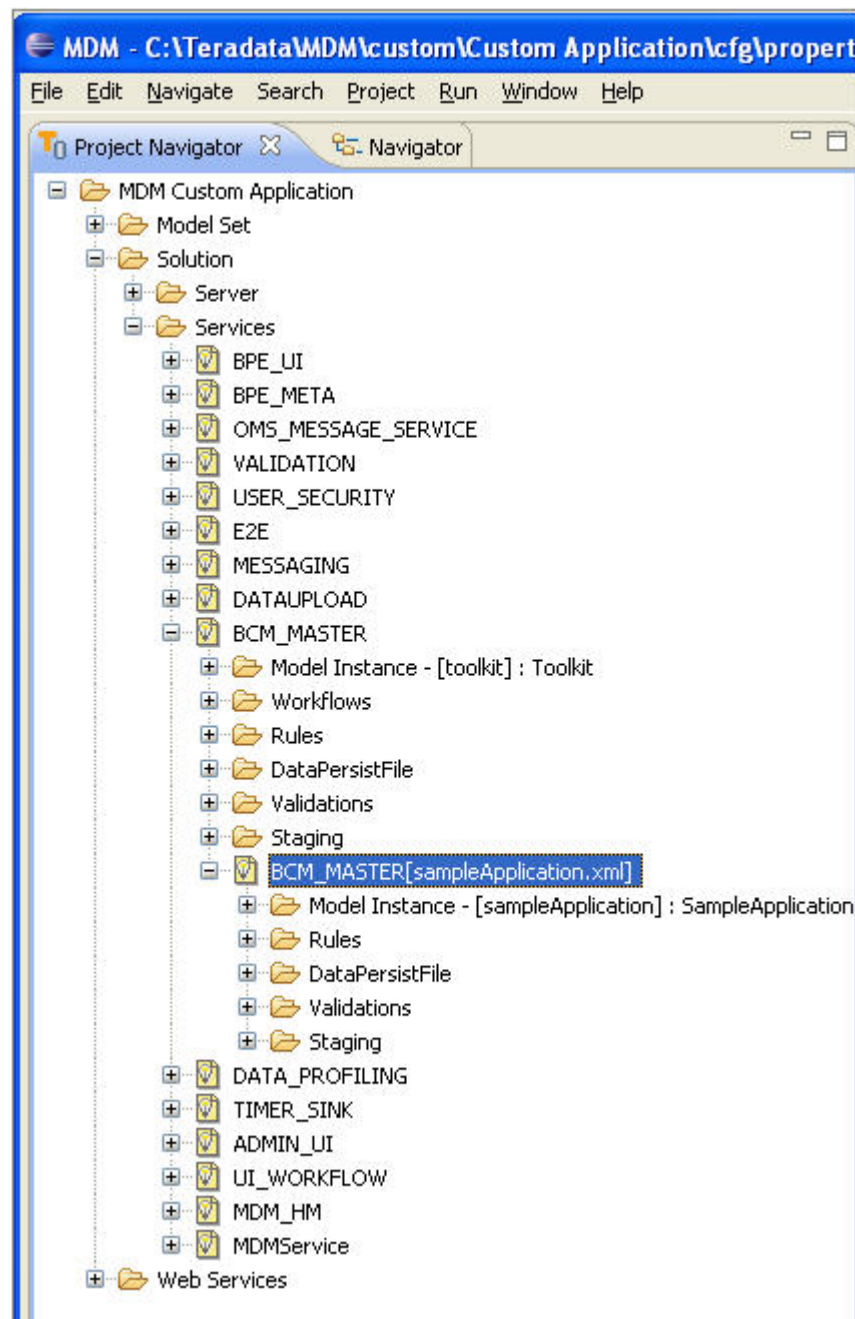 MDM - C:\Teradata\MDM\custom\Custom Application\cfg\propert
File Edit Navigate Search Project Run Window Help
Project Navigator Navigator
MDM Custom Application
Model Set
Solution
Server
Services
BPE_UI
BPE_META
OMS_MESSAGE_SERVICE
VALIDATION
USER_SECURITY
E2E
MESSAGING
DATAUPLOAD
BCM_MASTER
Model Instance - [toolkit] : Toolkit
Workflows
Rules
DataPersistFile
Validations
Staging
BCM_MASTER[sampleApplication.xml]
Model Instance - [sampleApplication] : SampleApplication
Rules
DataPersistFile
Validations
Staging
DATA_PROFILING
TIMER_SINK
ADMIN_UI
UI_WORKFLOW
MDM_HM
MDMService
Web Services